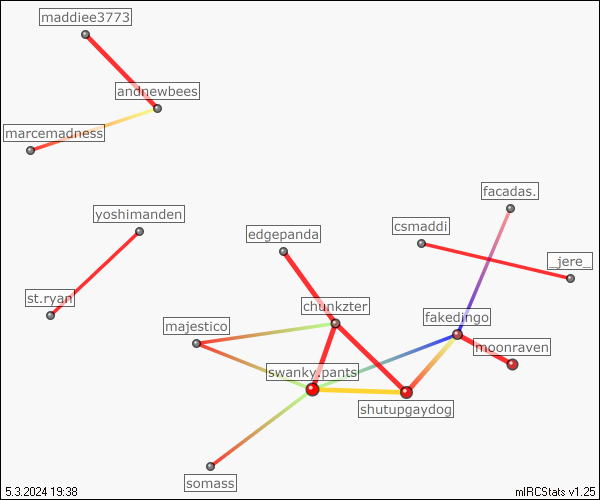 maddiee3773
andnewbees
marcemadness
facadas.
yoshimanden
csmaddi
edgepanda
_jere_
st.ryan
chunkzter
fakedingo
majestico
moonraven
swanky.pants
shutupgaydog
somass
5.3.2024 19:38
mIRCStats v1.25